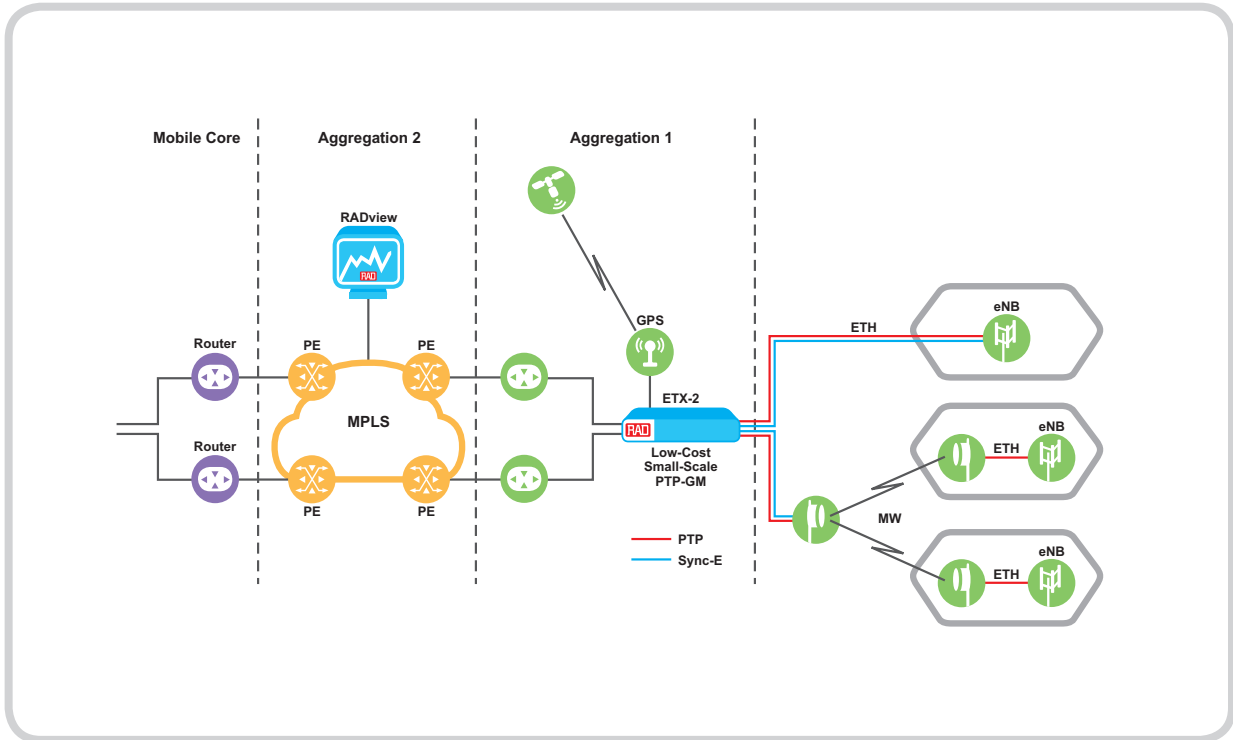 Mobile Core
Aggregation 2
Aggregation 1
RADview
RAD
GPS
eNB
ETH
Router
PE
PE
ETX-2
MPLS
RAD
Low-Cost
Small-Scale
PTP-GM
eNB
ETH
Router
PE
PE
MW
PTP
Sync-E
eNB
ETH